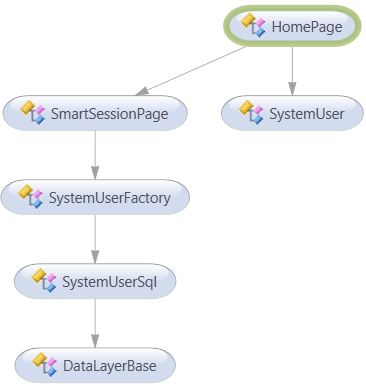 HomePage
SmartSessionPage
SystemUser
SystemUserFactory
SystemUserSql
DataLayerBase